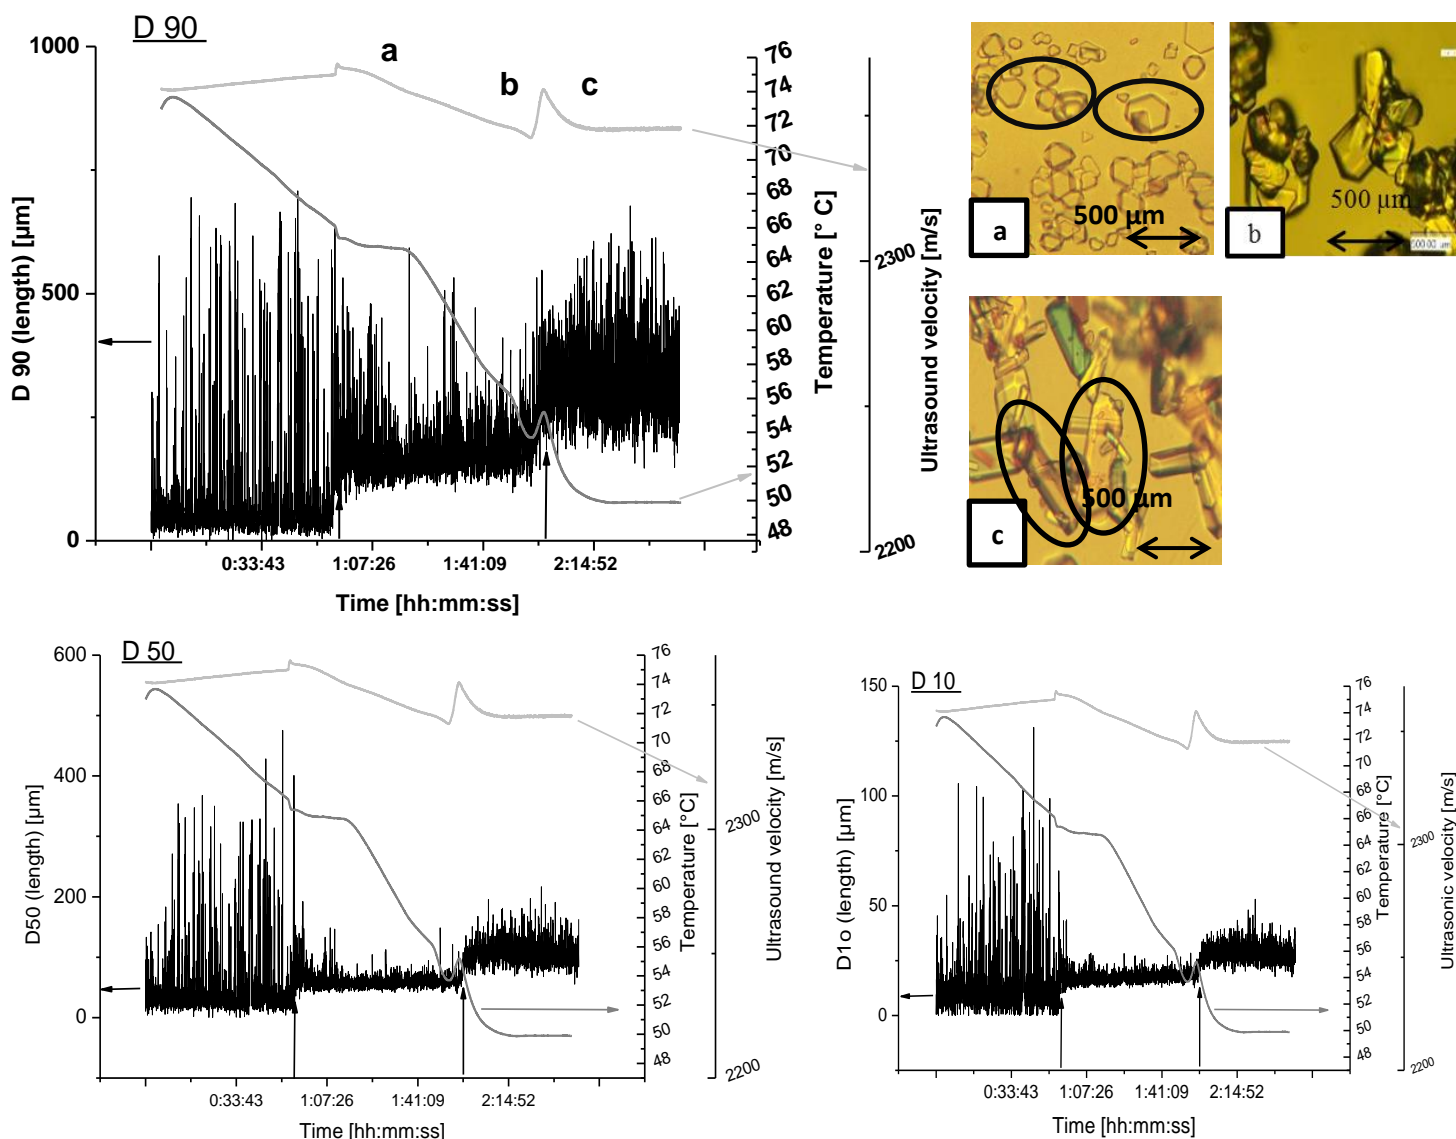 D 90
1000
500
0
D 90 (length) [µm]
a
b
c
76
74
72
70
68
66
64
62
60
58
56
54
52
50
48
Temperature [° C]
2300
2200
Ultrasound velocity [m/s]
0:33:43 1:07:26 1:41:09 2:14:52
Time [hh:mm:ss]
a
500 µm
b
500 µm
c
500 µm
D 50
600
400
200
0
D50 (length) [µm]
76
74
72
70
68
66
64
62
60
58
56
54
52
50
48
Temperature [°C]
2300
2200
Ultrasound velocity [m/s]
0:33:43 1:07:26 1:41:09 2:14:52
Time [hh:mm:ss]
D 10
150
100
50
0
D1o (length) [µm]
76
74
72
70
68
66
64
62
60
58
56
54
52
50
48
Temperature [°C]
2300
2200
Ultrasonic velocity [m/s]
0:33:43 1:07:26 1:41:09 2:14:52
Time [hh:mm:ss]